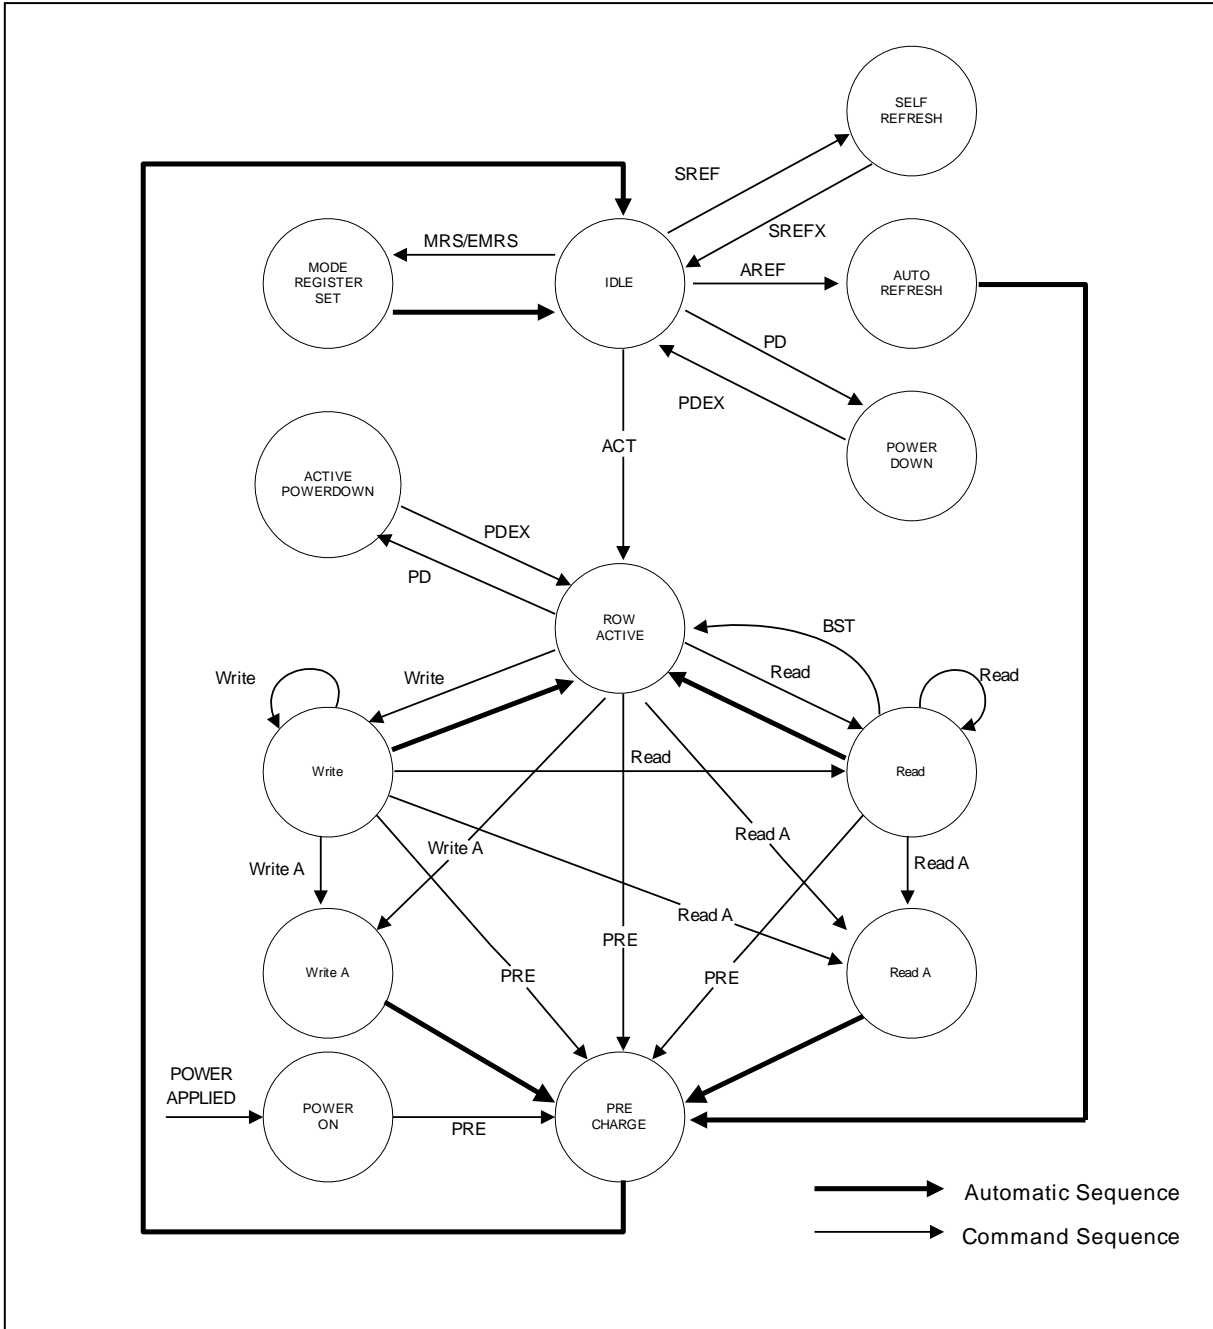 SELF
REFRESH
SREF
SREFX
MRS/EMRS
AREF
MODE
REGISTER
SET
IDLE
AUTO
REFRESH
PD
PDEX
ACT
POWER
DOWN
ACTIVE
POWERDOWN
PDEX
PD
ROW
ACTIVE
BST
Write
Write
Read
Read
Write
Read
Read
Write A
Write A
Read A
Read A
Read A
PRE
PRE
PRE
Write A
Read A
POWER
APPLIED
POWER
ON
PRE
PRE
CHARGE
Automatic Sequence
Command Sequence